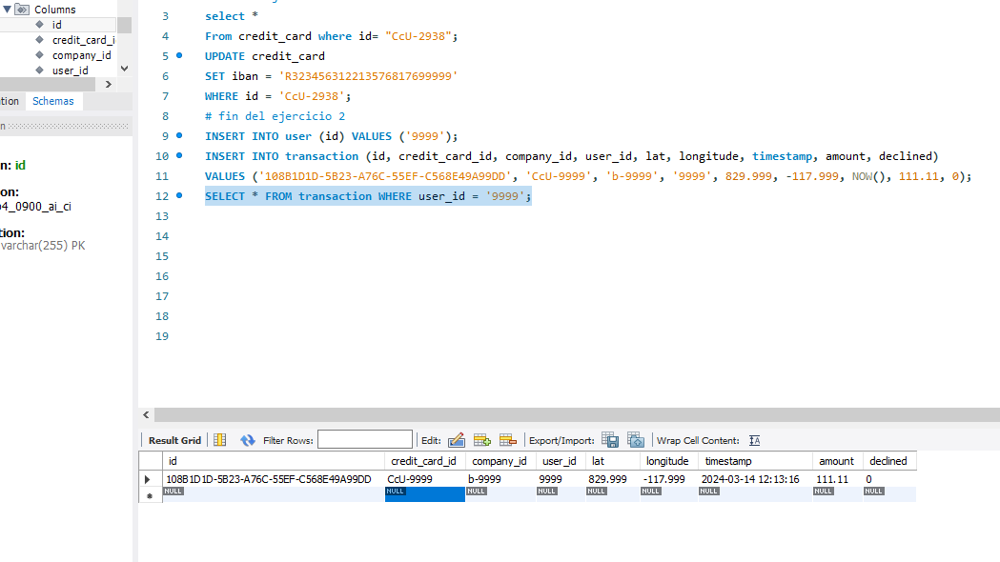 Columns
id
credit_card_i
company_id
user_id
Schemas
n: id
on:
4_0900_ai_ci
tion:
varchar(255) PK
3 select *
4 From credit_card where id= "CcU-2938";
5 UPDATE credit_card
6 SET iban = 'R323456312213576817699999'
7 WHERE id = 'CcU-2938';
8 # fin del ejercicio 2
9 INSERT INTO user (id) VALUES ('9999');
10 INSERT INTO transaction (id, credit_card_id, company_id, user_id, lat, longitude, timestamp, amount, declined)
11 VALUES ('108B1D1D-5B23-A76C-55EF-C568E49A99DD', 'CcU-9999', 'b-9999', '9999', 829.999, -117.999, NOW(), 111.11, 0);
12 SELECT * FROM transaction WHERE user_id = '9999';
13
14
15
16
17
18
19
Result Grid Filter Rows: Edit: Export/Import: Wrap Cell Content: IA
id credit_card_id company_id user_id lat longitude timestamp amount declined
108B1D1D-5B23-A76C-55EF-C568E49A99DD CcU-9999 b-9999 9999 829.999 -117.999 2024-03-14 12:13:16 111.11 0
NULL NULL NULL NULL NULL NULL NULL NULL NULL